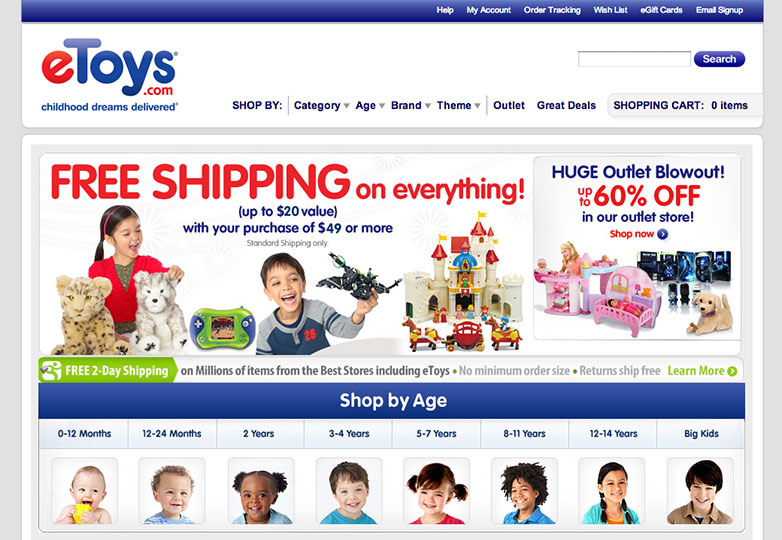 Help My Account Order Tracking Wish List eGift Cards Email Signup
eToys®
.com
childhood dreams delivered®
Search
SHOP BY: Category Age Brand Theme Outlet Great Deals SHOPPING CART: 0 items
FREE SHIPPING on everything!
(up to $20 value)
with your purchase of $49 or more
Standard Shipping only.
28
HUGE Outlet Blowout!
up to 60% OFF
in our outlet store!
Shop now
FREE 2-Day Shipping on Millions of items from the Best Stores including eToys • No minimum order size • Returns ship free Learn More
Shop by Age
0-12 Months 12-24 Months 2 Years 3-4 Years 5-7 Years 8-11 Years 12-14 Years Big Kids